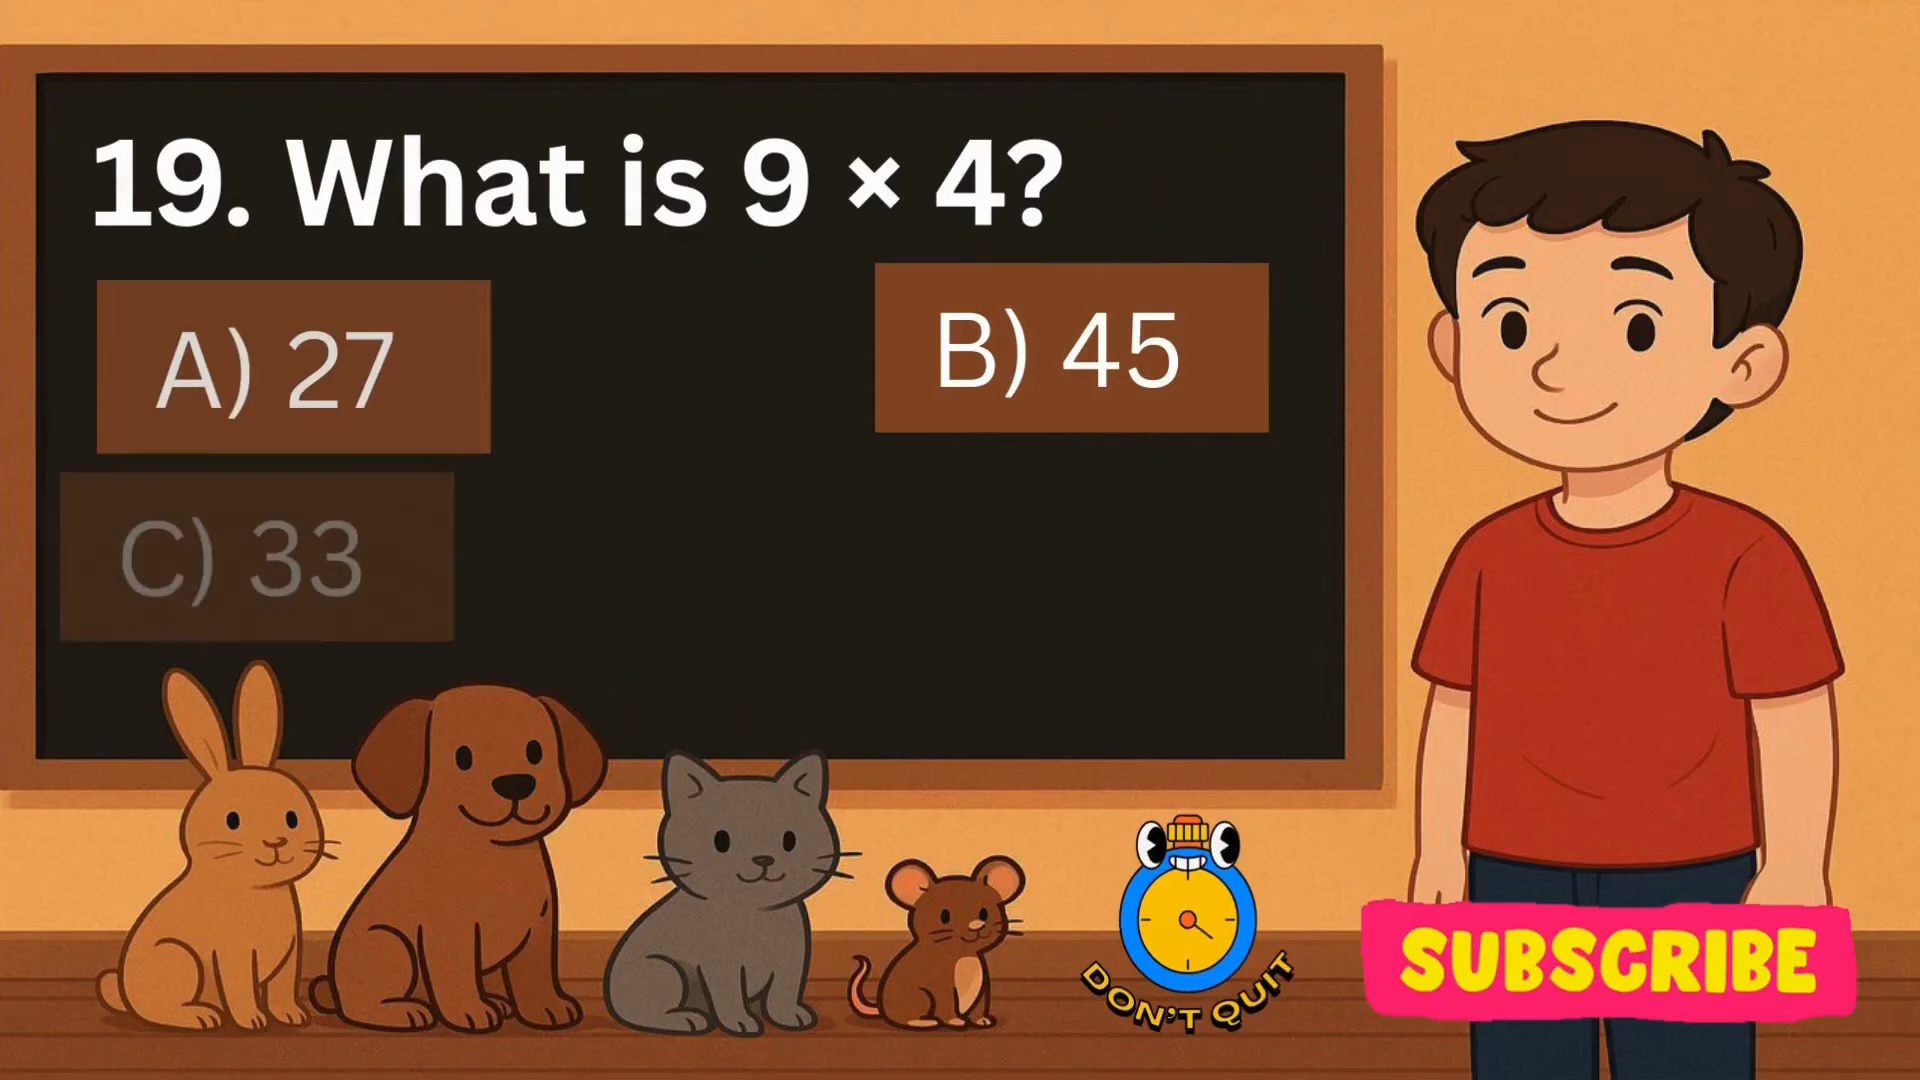 19. What is 9 × 4?
A) 27
B) 45
C) 33
DON'T QUIT
SUBSCRIBE